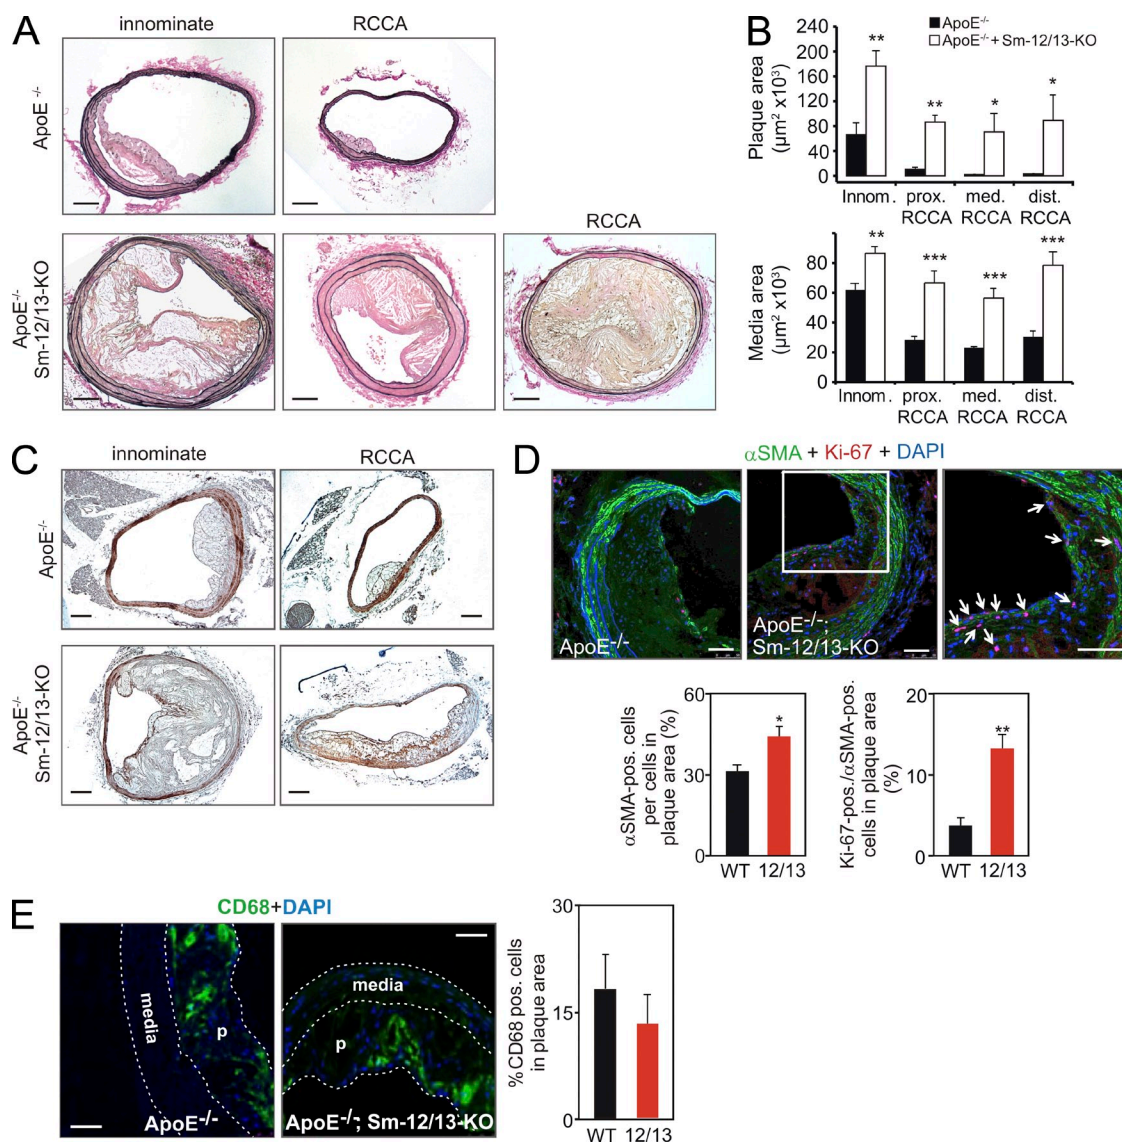 A
innominate
RCCA
ApoE⁻/⁻
ApoE⁻/⁻
Sm-12/13-KO
RCCA
B
ApoE⁻/⁻
ApoE⁻/⁻ + Sm-12/13-KO
Plaque area
(µm² x10³)
240
200
160
120
80
40
0
**
**
*
*
Innom.
prox.
RCCA
med.
RCCA
dist.
RCCA
Media area
(µm² x10³)
80
60
40
20
0
**
***
***
***
Innom.
prox.
RCCA
med.
RCCA
dist.
RCCA
C
innominate
RCCA
ApoE⁻/⁻
ApoE⁻/⁻
Sm-12/13-KO
D
αSMA + Ki-67 + DAPI
ApoE⁻/⁻
ApoE⁻/⁻;
Sm-12/13-KO
αSMA-pos. cells
per cells in
plaque area (%)
60
30
0
*
WT
12/13
Ki-67-pos./αSMA-pos.
cells in plaque area
(%)
20
10
0
**
WT
12/13
E
CD68+DAPI
media
p
ApoE-/-
media
p
ApoE-/-; Sm-12/13-KO
% CD68 pos. cells
in plaque area
30
15
0
WT
12/13